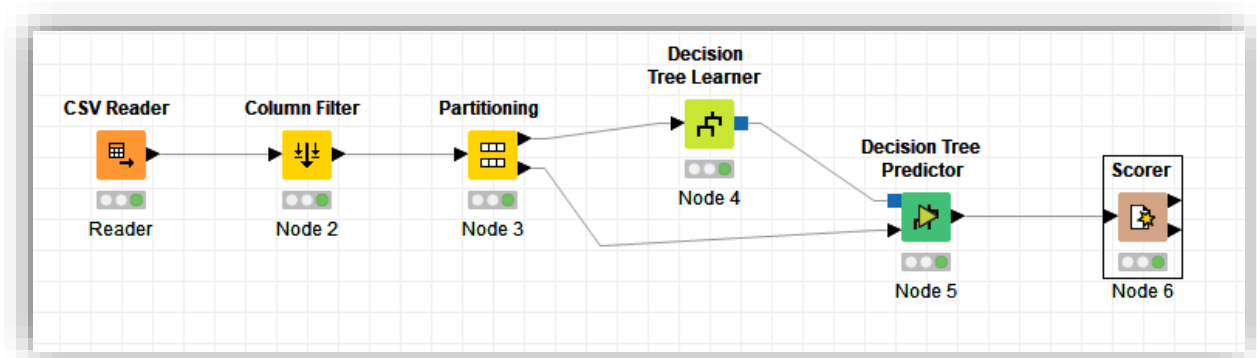 CSV Reader
Reader
Column Filter
Node 2
Partitioning
Node 3
Decision
Tree Learner
Node 4
Decision Tree
Predictor
Node 5
Scorer
Node 6